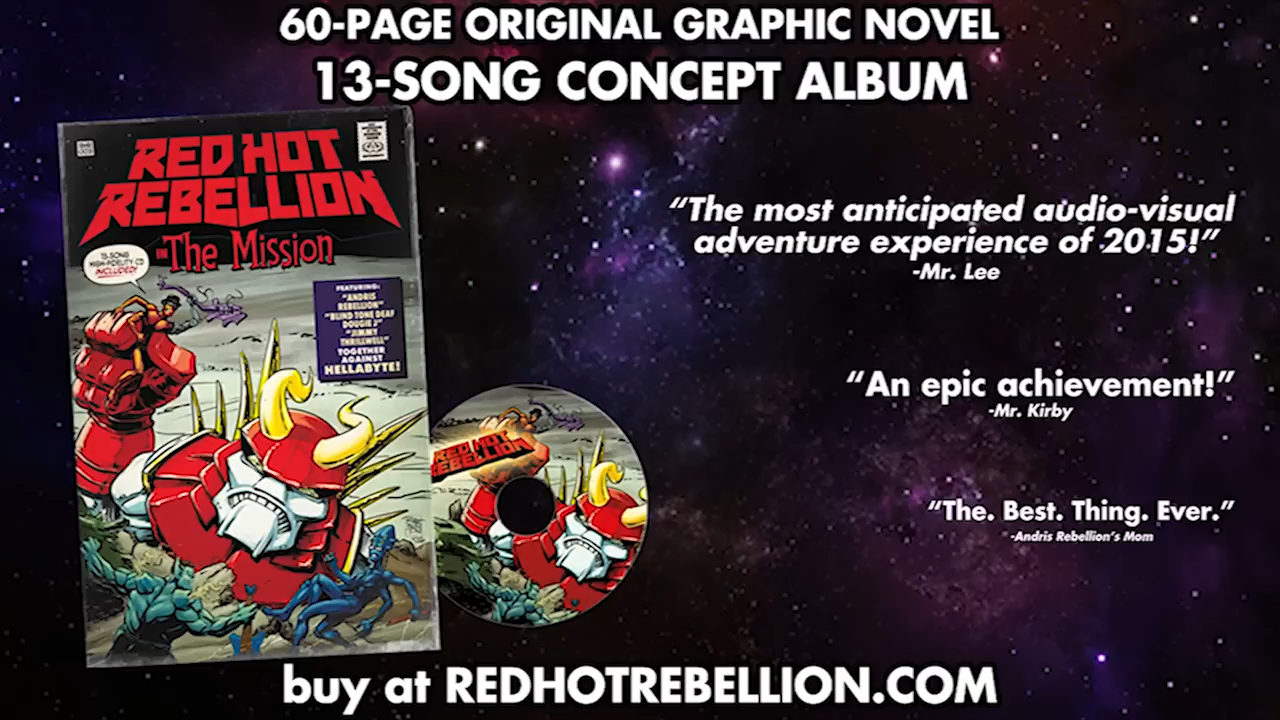 60-PAGE ORIGINAL GRAPHIC NOVEL
13-SONG CONCEPT ALBUM
RED HOT
REBELLION
IN The Mission
13-SONG
HIGH-FIDELITY CD
INCLUDED!
FEATURING:
"ANDRIS
REBELLION"
"BLIND TONE DEAF
DOUGIE J"
"JIMMY
THRILLWELL"
TOGETHER
AGAINST
HELLABYTE!
RED HOT
REBELLION
“The most anticipated audio-visual
adventure experience of 2015!”
-Mr. Lee
“An epic achievement!”
-Mr. Kirby
“The. Best. Thing. Ever.”
-Andris Rebellion's Mom
buy at REDHOTREBELLION.COM